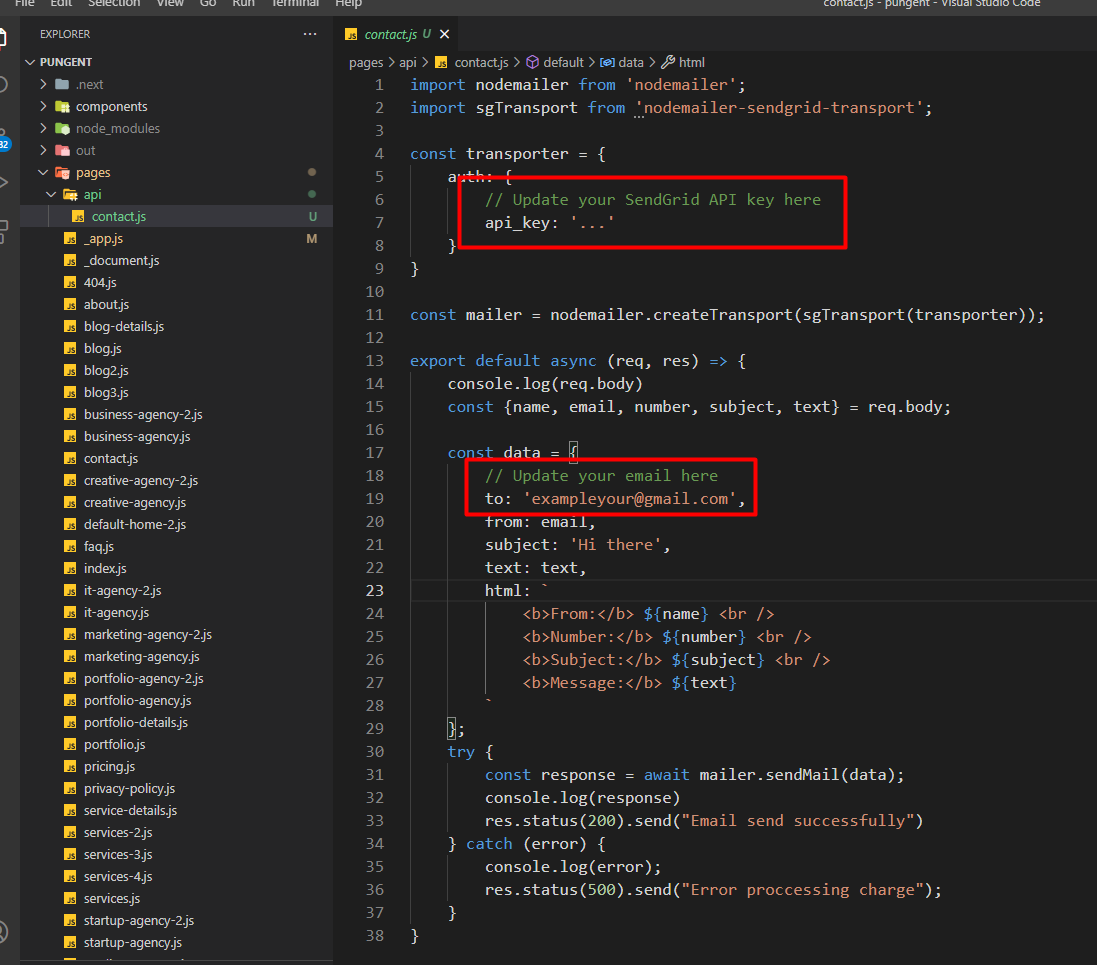 File Edit Selection View Go Run Terminal Help contact.js - pungent - Visual Studio Code
EXPLORER ...
PUNGENT
.next
components
node_modules
out
pages
api
contact.js U
_app.js M
_document.js
404.js
about.js
blog-details.js
blog.js
blog2.js
blog3.js
business-agency-2.js
business-agency.js
contact.js
creative-agency-2.js
creative-agency.js
default-home-2.js
faq.js
index.js
it-agency-2.js
it-agency.js
marketing-agency-2.js
marketing-agency.js
portfolio-agency-2.js
portfolio-agency.js
portfolio-details.js
portfolio.js
pricing.js
privacy-policy.js
service-details.js
services-2.js
services-3.js
services-4.js
services.js
startup-agency-2.js
startup-agency.js
32
JS contact.js U
pages > api > JS contact.js > default > data > html
1 import nodemailer from 'nodemailer';
2 import sgTransport from 'nodemailer-sendgrid-transport';
3
4 const transporter = {
5 auth: {
6 // Update your SendGrid API key here
7 api_key: '...'
8 }
9 }
10
11 const mailer = nodemailer.createTransport(sgTransport(transporter));
12
13 export default async (req, res) => {
14 console.log(req.body)
15 const {name, email, number, subject, text} = req.body;
16
17 const data = {
18 // Update your email here
19 to: 'exampleyour@gmail.com',
20 from: email,
21 subject: 'Hi there',
22 text: text,
23 html: `
24 <b>From:</b> ${name} <br />
25 <b>Number:</b> ${number} <br />
26 <b>Subject:</b> ${subject} <br />
27 <b>Message:</b> ${text}
28 `
29 };
30 try {
31 const response = await mailer.sendMail(data);
32 console.log(response)
33 res.status(200).send("Email send successfully")
34 } catch (error) {
35 console.log(error);
36 res.status(500).send("Error proccessing charge");
37 }
38 }